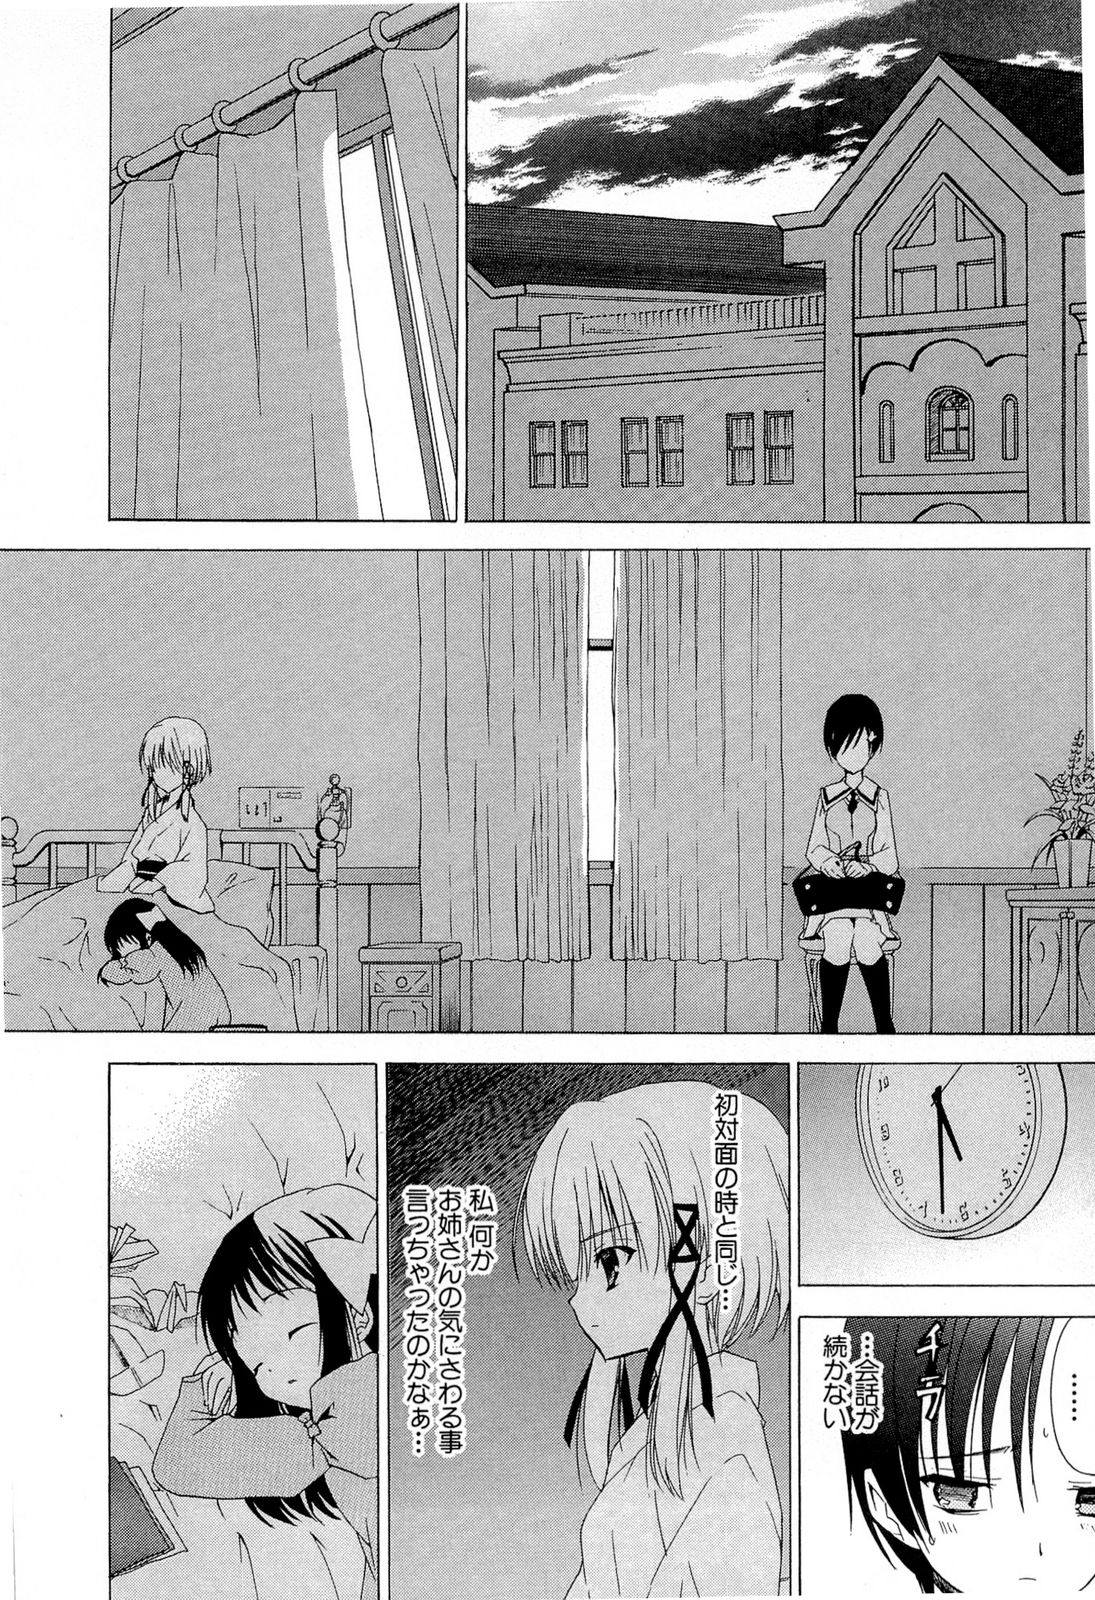 ………
チラ
…会話が
続かない
初対面の時と同じ…
私 何か
お姉さんの気にさわる事
言っちゃったのかなぁ…